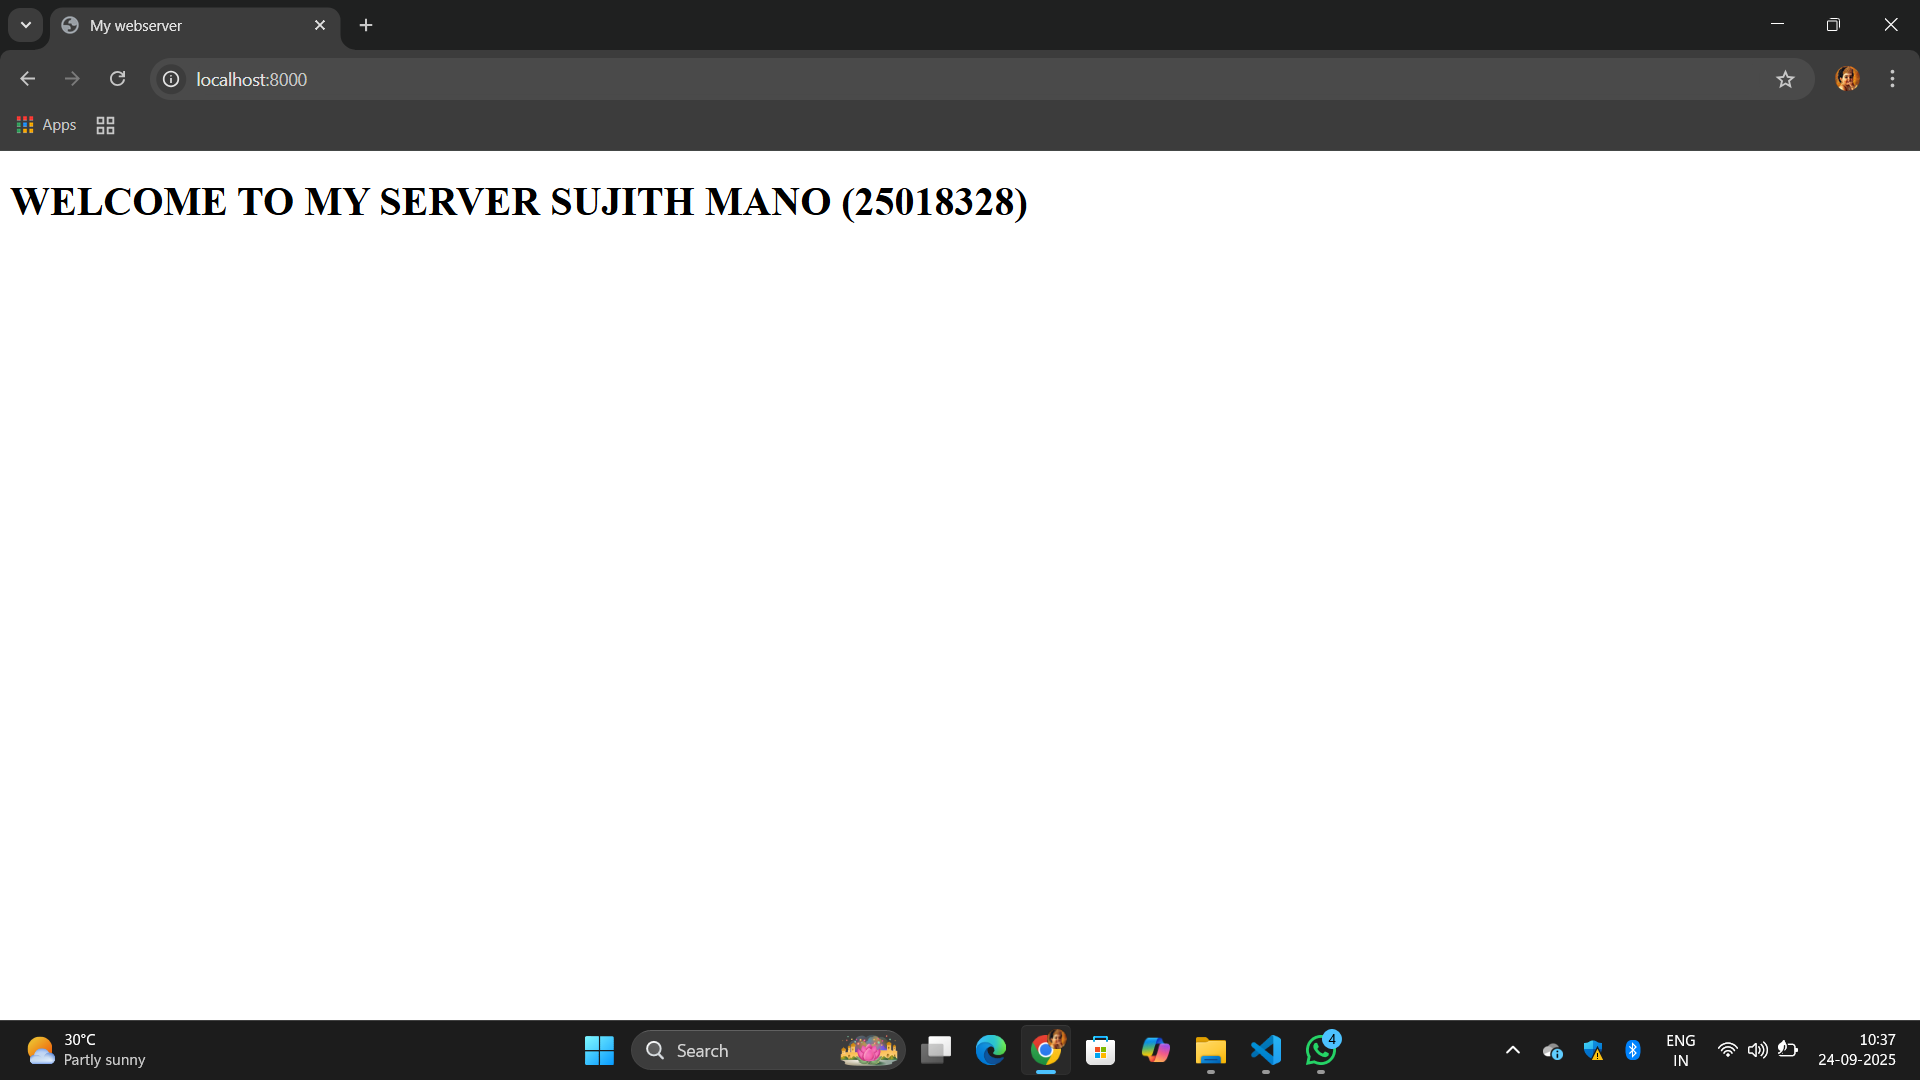 My webserver
localhost:8000
Apps
WELCOME TO MY SERVER SUJITH MANO (25018328)
30°C
Partly sunny
Search
4
ENG
IN
10:37
24-09-2025